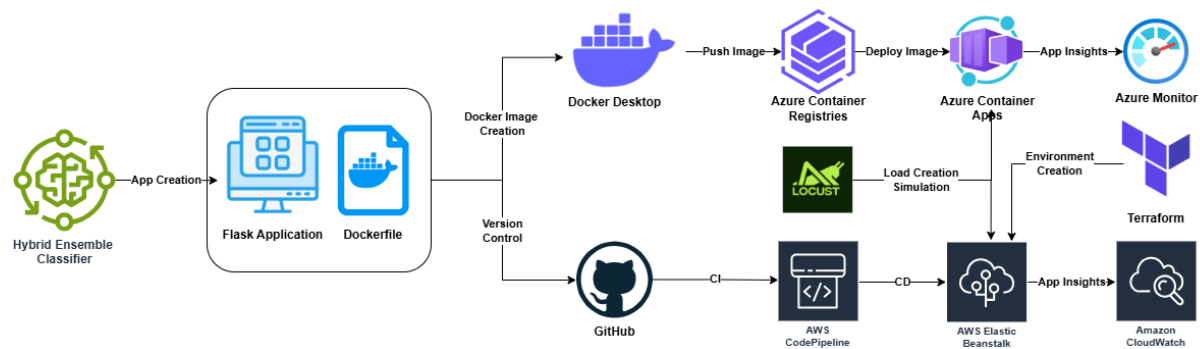 Push Image
Deploy Image
App Insights
Docker Desktop
Azure Container
Registries
Azure Container
Apps
Azure Monitor
Docker Image
Creation
App Creation
LOCUST
Load Creation
Simulation
Environment
Creation
Terraform
Flask Application
Dockerfile
Version
Control
Hybrid Ensemble
Classifier
GitHub
CI
</>
CD
App Insights
AWS
CodePipeline
AWS Elastic
Beanstalk
Amazon
CloudWatch